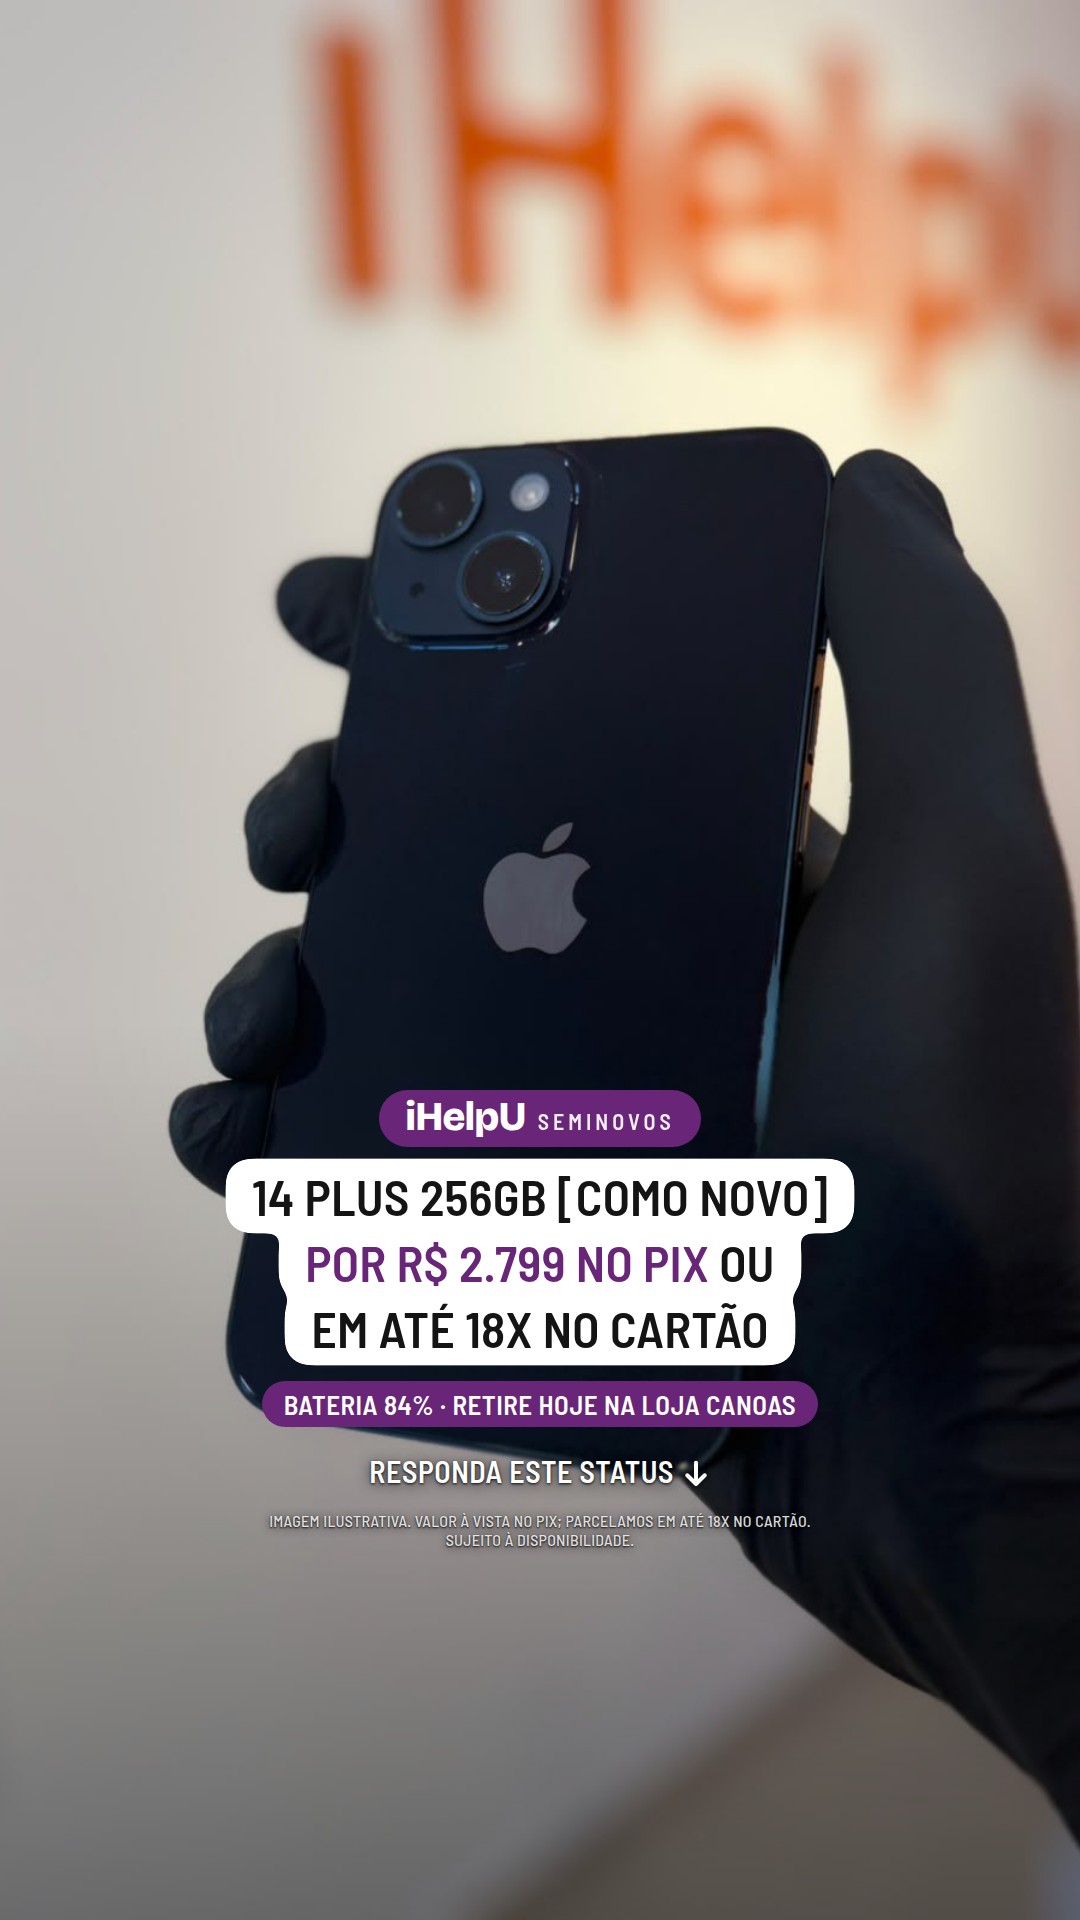 iHelpU
iHelpU SEMINOVOS
14 PLUS 256GB [COMO NOVO]
POR R$ 2.799 NO PIX OU
EM ATÉ 18X NO CARTÃO
BATERIA 84% · RETIRE HOJE NA LOJA CANOAS
RESPONDA ESTE STATUS ↓
IMAGEM ILUSTRATIVA. VALOR À VISTA NO PIX; PARCELAMOS EM ATÉ 18X NO CARTÃO.
SUJEITO À DISPONIBILIDADE.